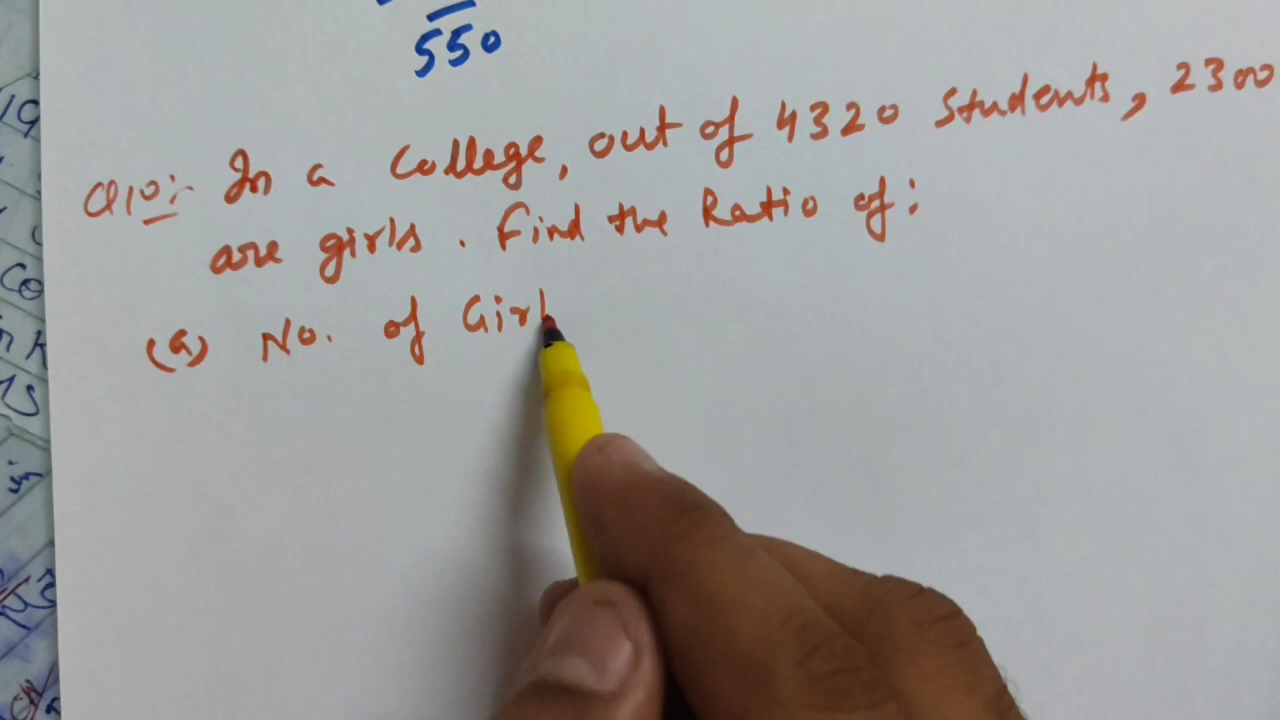 550
Q10:- In a College, out of 4320 Students, 2300
are girls. Find the Ratio of:
(a) No. of Girl